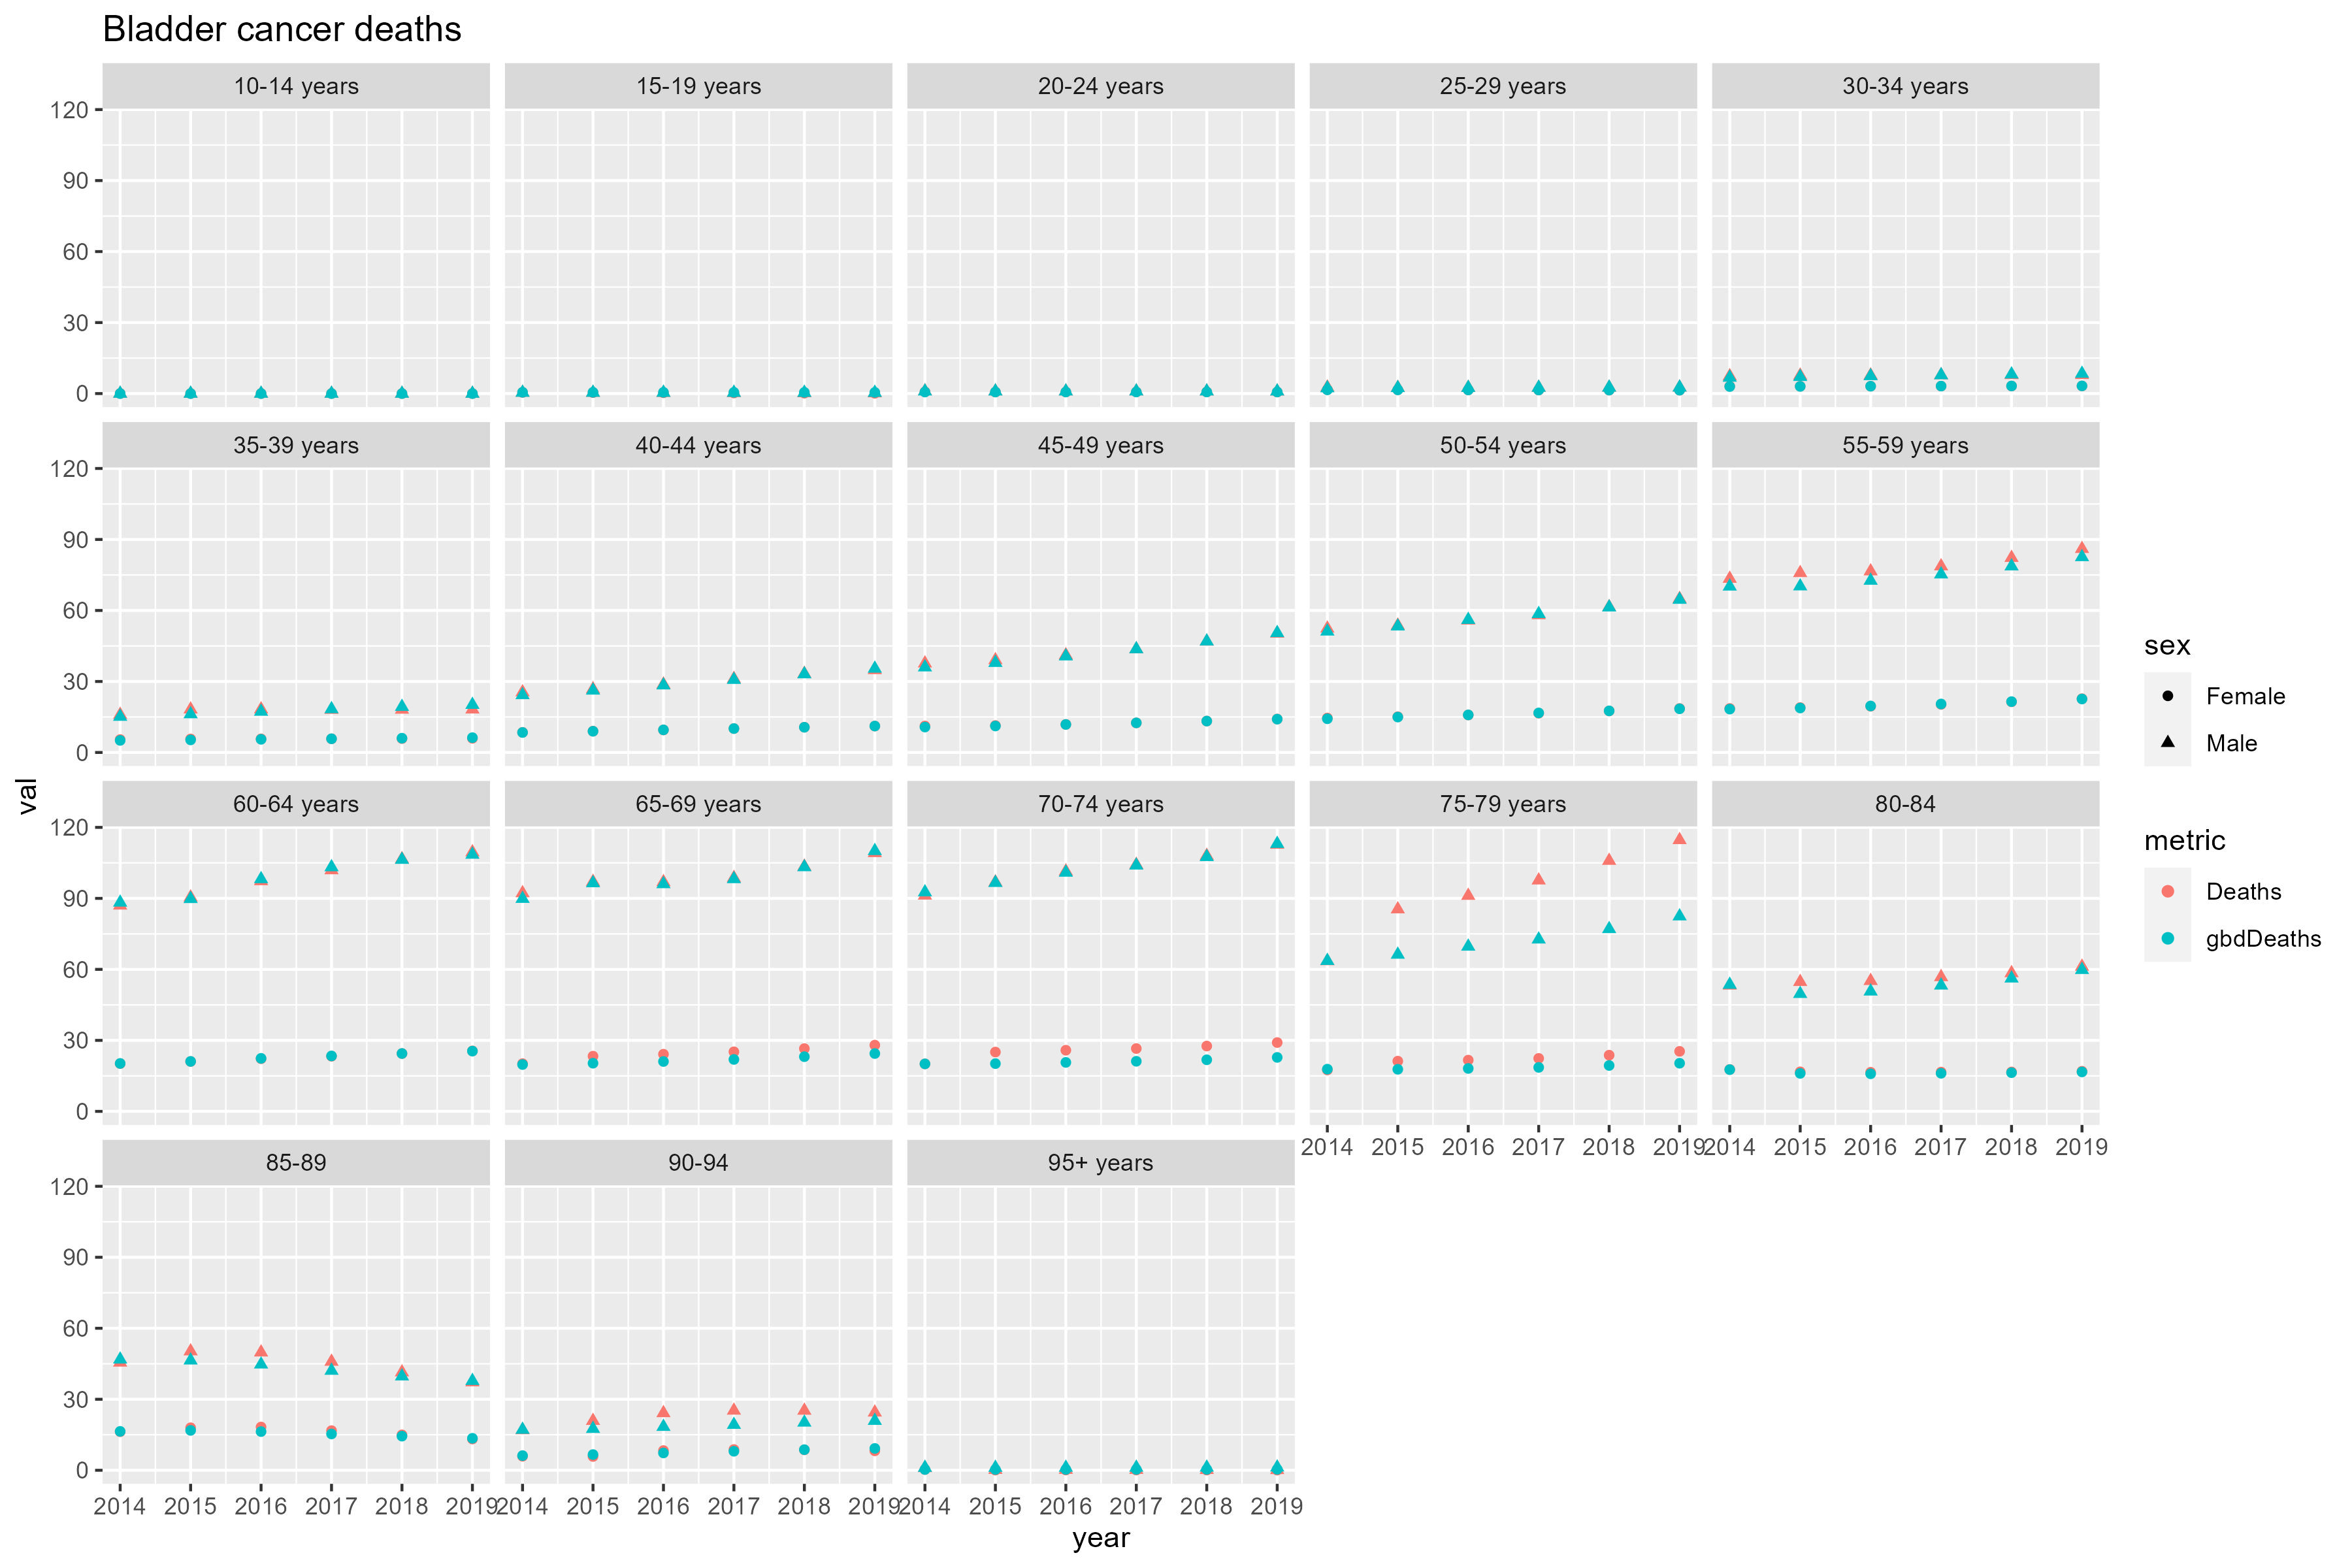 Bladder cancer deaths
10-14 years 15-19 years 20-24 years 25-29 years 30-34 years
120
90
60
30
0
35-39 years 40-44 years 45-49 years 50-54 years 55-59 years
120
90
60
30
0
60-64 years 65-69 years 70-74 years 75-79 years 80-84
120
90
60
30
0
2014 2015 2016 2017 2018 2019 2014 2015 2016 2017 2018 2019
85-89 90-94 95+ years
120
90
60
30
0
2014 2015 2016 2017 2018 2019 2014 2015 2016 2017 2018 2019 2014 2015 2016 2017 2018 2019
year
val
sex
Female
Male
metric
Deaths
gbdDeaths